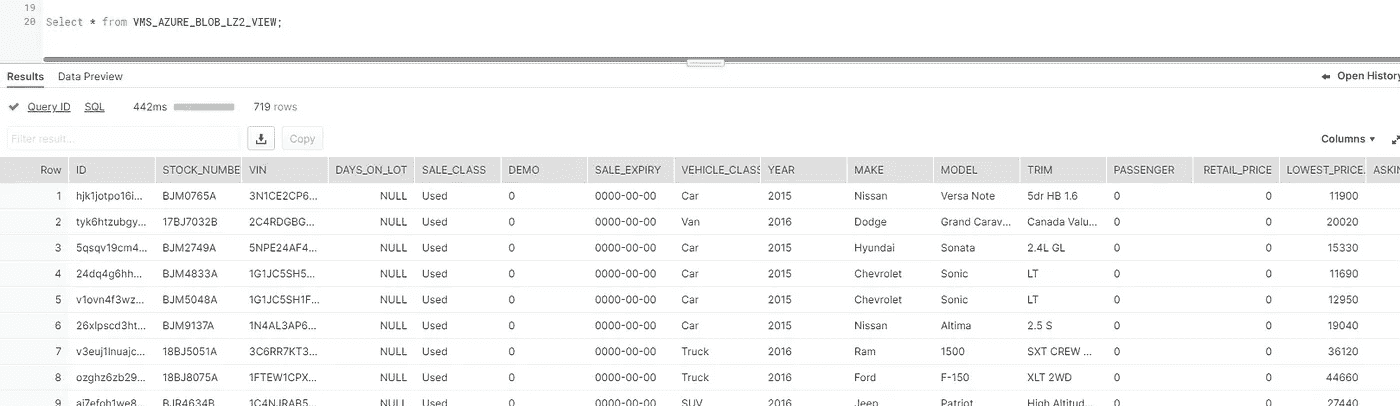 19
20 Select * from VMS_AZURE_BLOB_LZ2_VIEW;
Results Data Preview Open History
Query ID SQL 442ms 719 rows
Filter result... Copy Columns
Row ID STOCK_NUMBE VIN DAYS_ON_LOT SALE_CLASS DEMO SALE_EXPIRY VEHICLE_CLASS YEAR MAKE MODEL TRIM PASSENGER RETAIL_PRICE LOWEST_PRICE. ASKIN
1 hjk1jotpo16i... BJM0765A 3N1CE2CP6... NULL Used 0 0000-00-00 Car 2015 Nissan Versa Note 5dr HB 1.6 0 0 11900
2 tyk6htzubgy... 17BJ7032B 2C4RDGBG... NULL Used 0 0000-00-00 Van 2016 Dodge Grand Carav... Canada Valu... 0 0 20020
3 5qsqv19cm4... BJM2749A 5NPE24AF4... NULL Used 0 0000-00-00 Car 2015 Hyundai Sonata 2.4L GL 0 0 15330
4 24dq4g6hh... BJM4833A 1G1JC5SH5... NULL Used 0 0000-00-00 Car 2015 Chevrolet Sonic LT 0 0 11690
5 v1ovn4f3wz... BJM5048A 1G1JC5SH1F... NULL Used 0 0000-00-00 Car 2015 Chevrolet Sonic LT 0 0 12950
6 26xlpscd3ht... BJM9137A 1N4AL3AP6... NULL Used 0 0000-00-00 Car 2015 Nissan Altima 2.5 S 0 0 19040
7 v3euj1lnuajc... 18BJ5051A 3C6RR7KT3... NULL Used 0 0000-00-00 Truck 2016 Ram 1500 SXT CREW ... 0 0 36120
8 ozghz6zb29... 18BJ8075A 1FTEW1CPX... NULL Used 0 0000-00-00 Truck 2016 Ford F-150 XLT 2WD 0 0 44660
9 ai7efoh1we8... BJR4634B 1C4NJRAB5... NULL Used 0 0000-00-00 SUV 2016 Jeep Patriot High Altitud... 0 0 27440